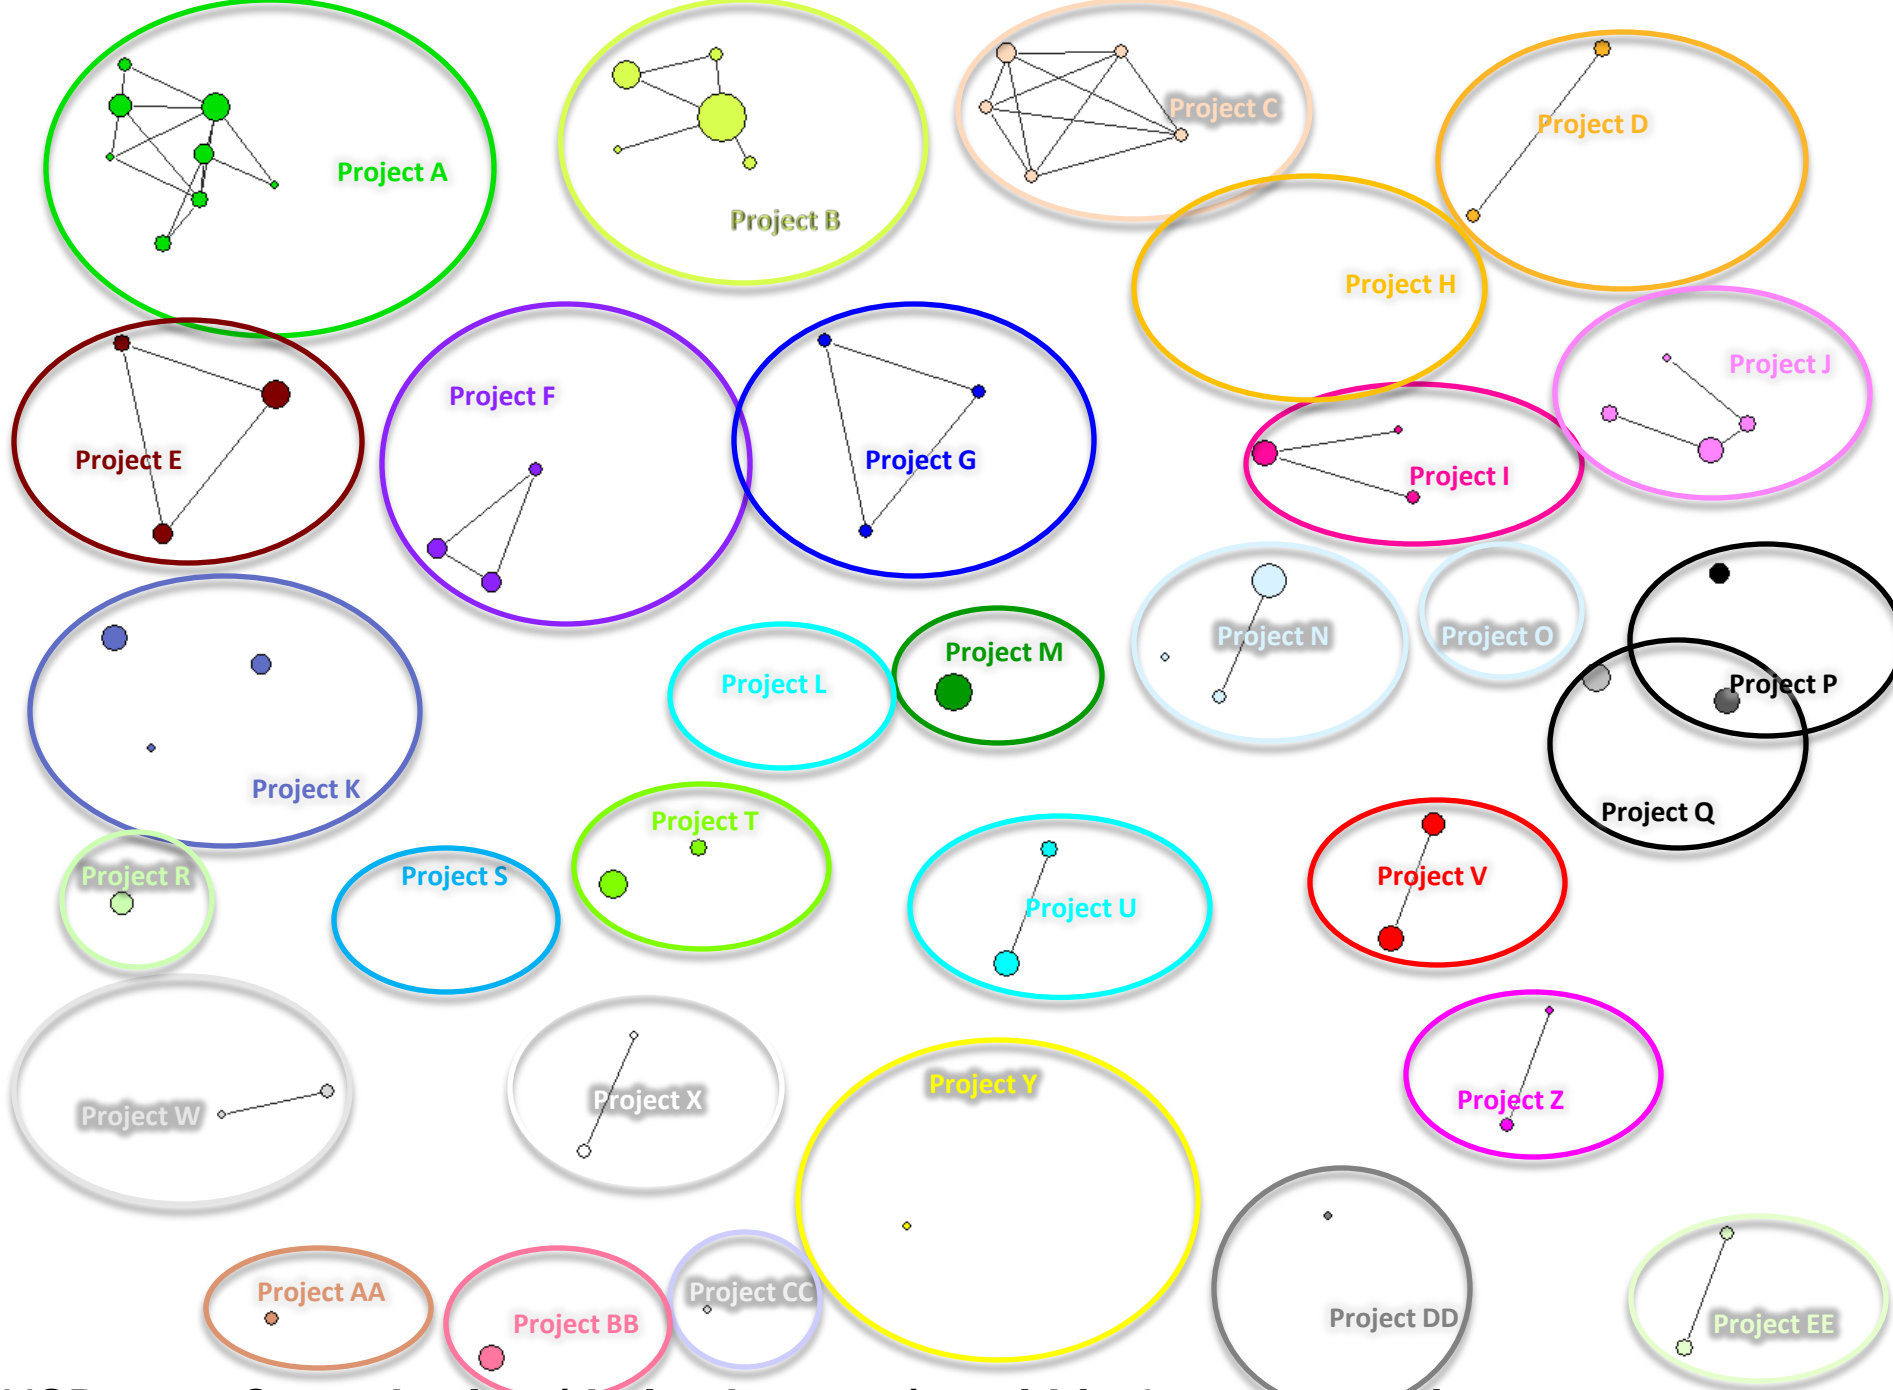 Project A
Project B
Project C
Project D
Project H
Project E
Project F
Project G
Project I
Project J
Project K
Project L
Project M
Project N
Project O
Project P
Project Q
Project R
Project S
Project T
Project U
Project V
Project W
Project X
Project Y
Project Z
Project AA
Project BB
Project CC
Project DD
Project EE